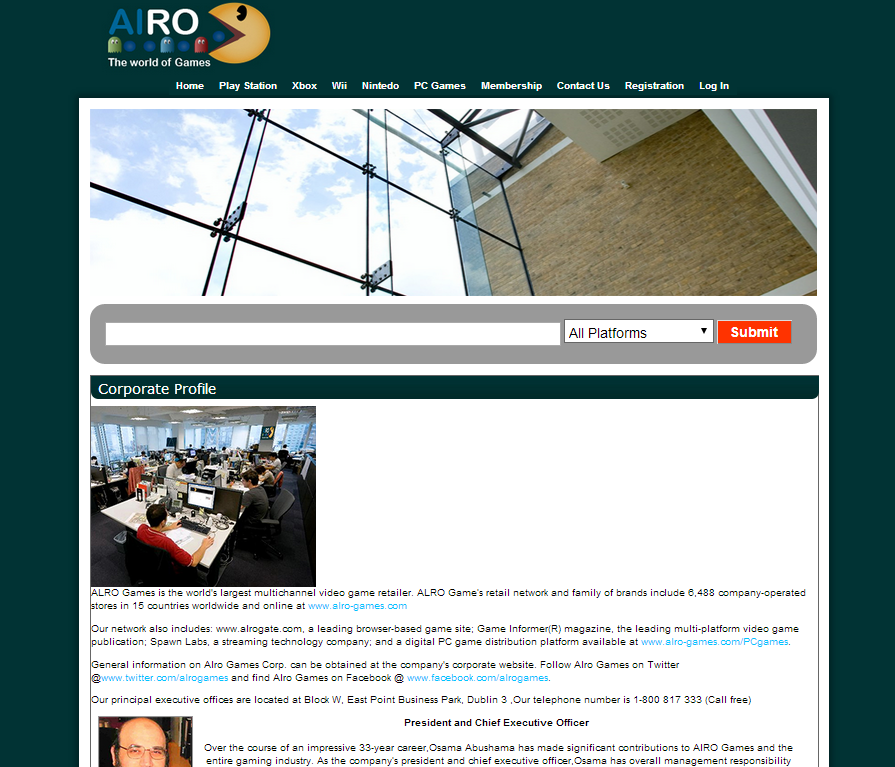 AIRO
The world of Games
Home Play Station Xbox Wii Nintedo PC Games Membership Contact Us Registration Log In
All Platforms Submit
Corporate Profile
ALRO Games is the world's largest multichannel video game retailer. ALRO Game's retail network and family of brands include 6,488 company-operated
stores in 15 countries worldwide and online at www.alro-games.com
Our network also includes: www.alrogate.com, a leading browser-based game site; Game Informer(R) magazine, the leading multi-platform video game
publication; Spawn Labs, a streaming technology company; and a digital PC game distribution platform available at www.alro-games.com/PCgames.
General information on Alro Games Corp. can be obtained at the company's corporate website. Follow Alro Games on Twitter
@www.twitter.com/alrogames and find Alro Games on Facebook @ www.facebook.com/alrogames.
Our principal executive offices are located at Block W, East Point Business Park, Dublin 3 ,Our telephone number is 1-800 817 333 (Call free)
President and Chief Executive Officer
Over the course of an impressive 33-year career,Osama Abushama has made significant contributions to AIRO Games and the
entire gaming industry. As the company's president and chief executive officer,Osama has overall management responsibility